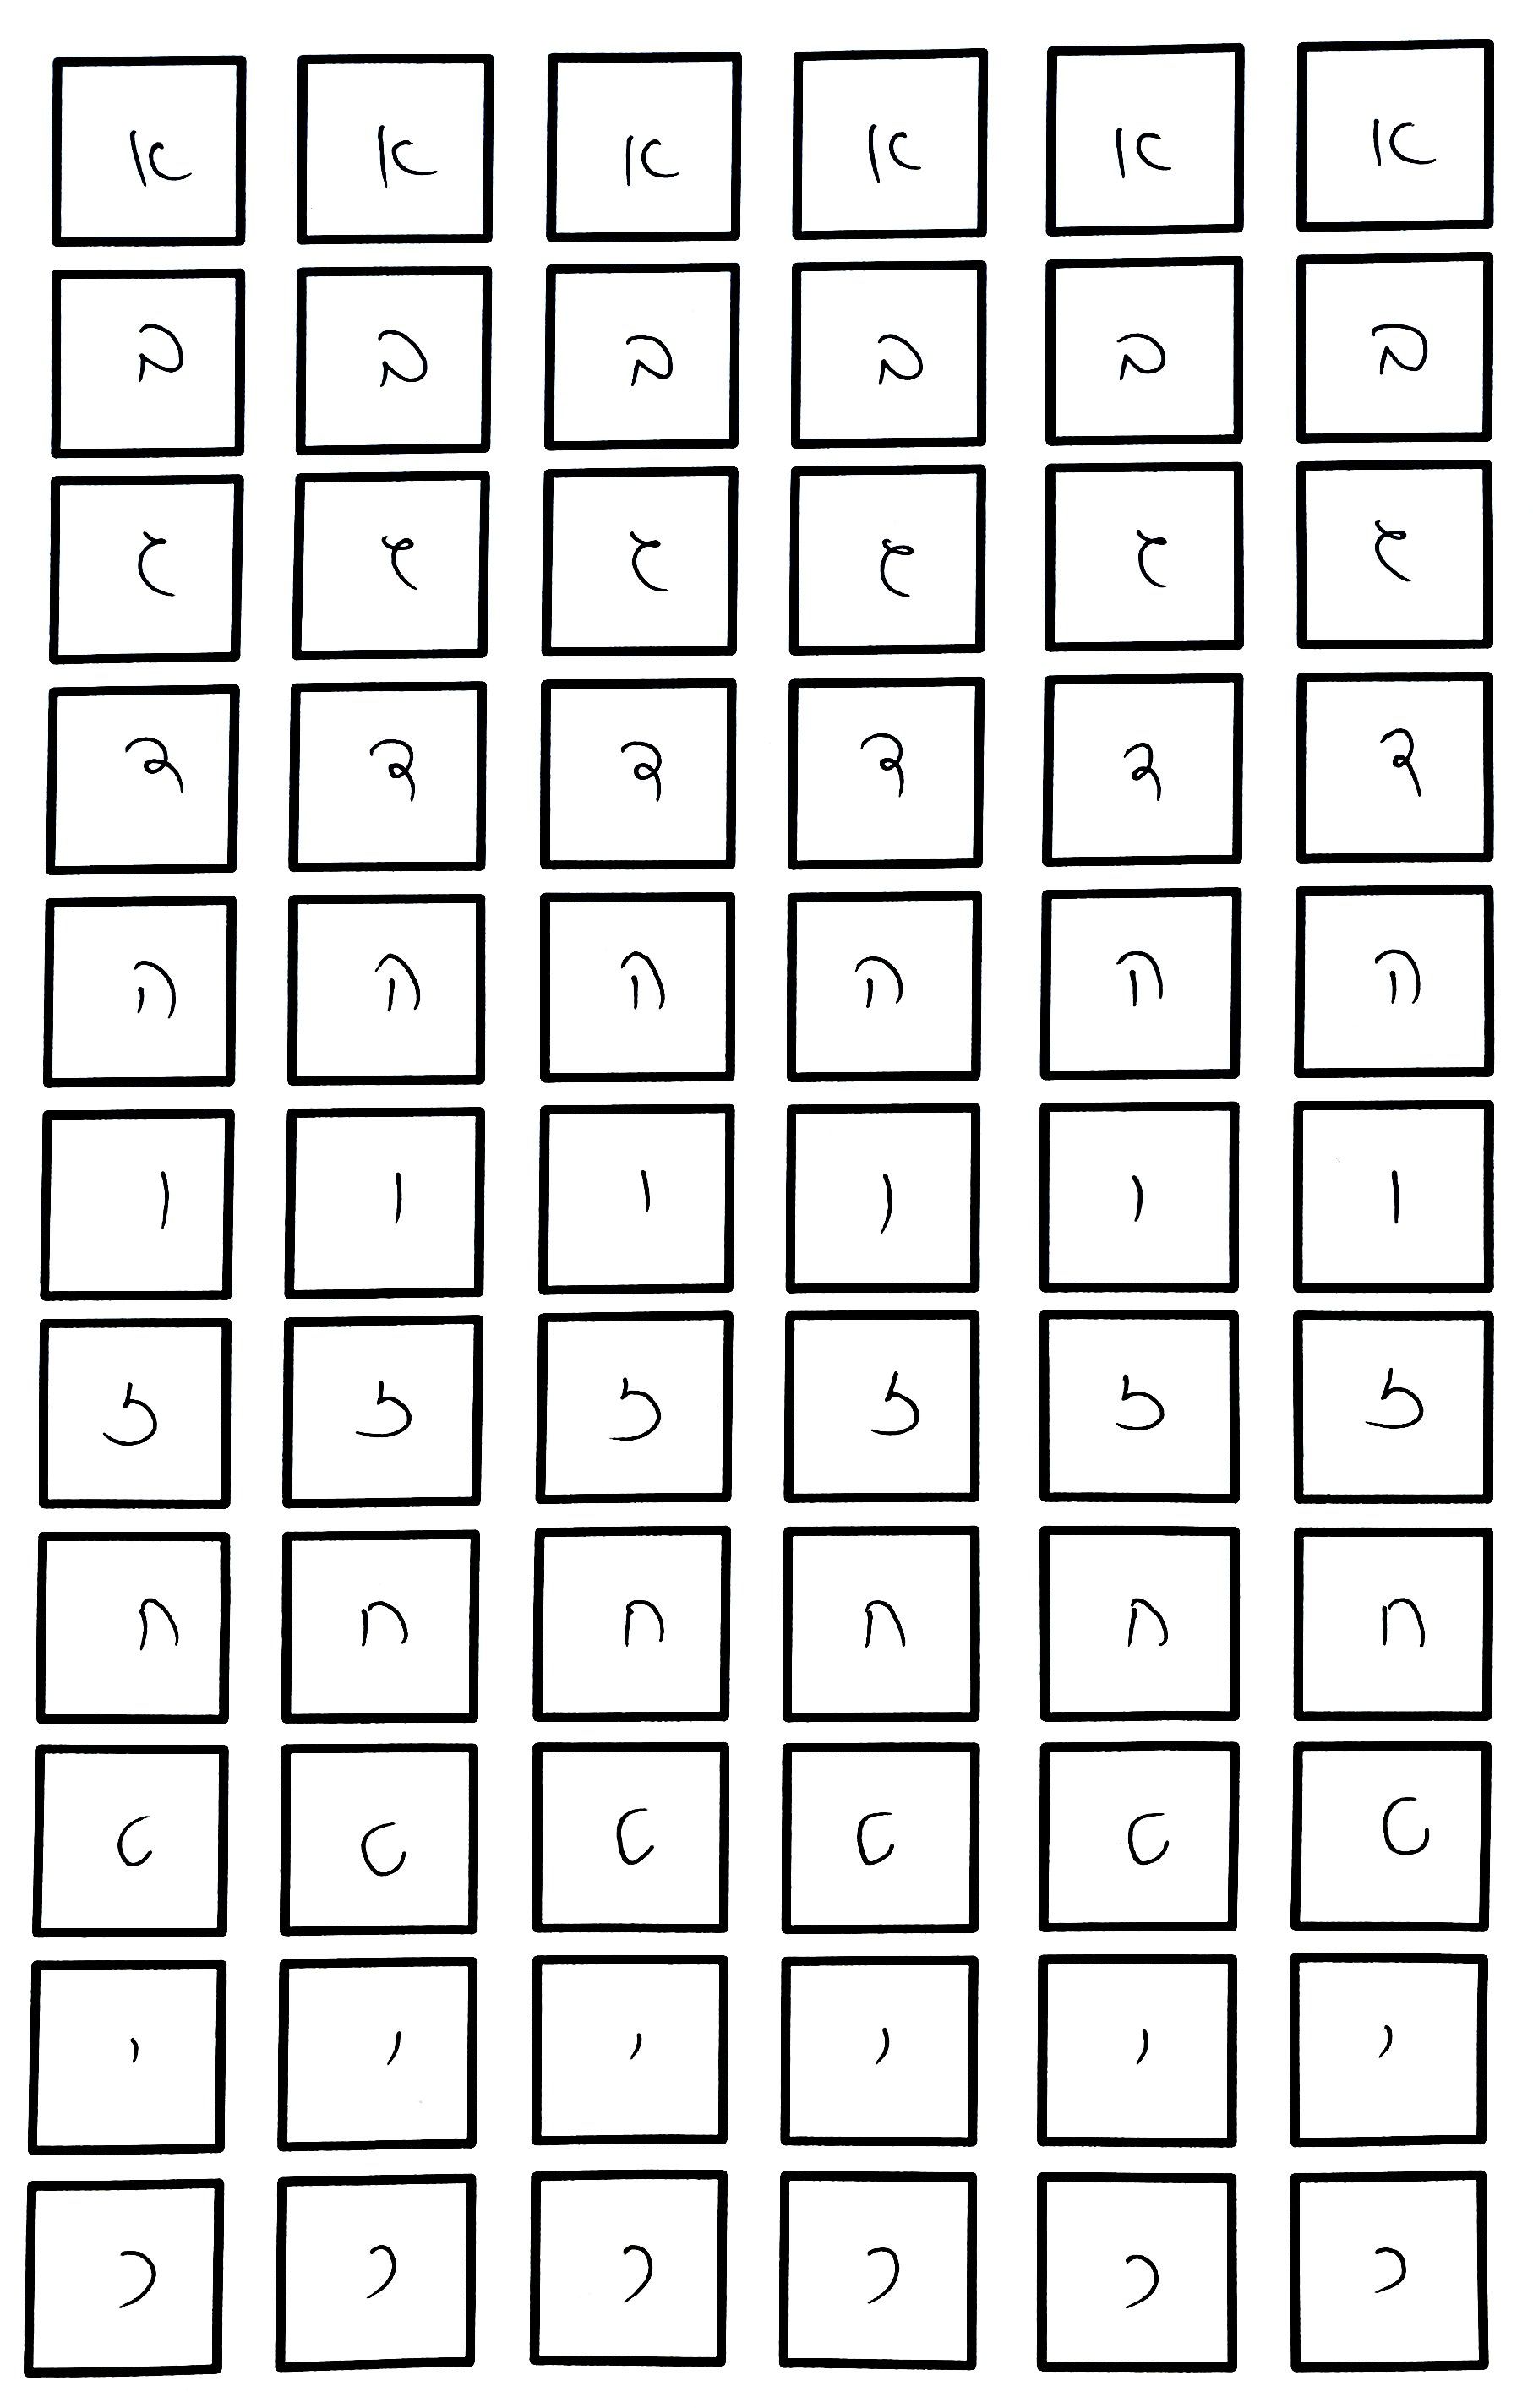 א א א א א א
ב ב ב ב ב ב
ג ג ג ג ג ג
ד ד ד ד ד ד
ה ה ה ה ה ה
ו ו ו ו ו ו
ז ז ז ז ז ז
ח ח ח ח ח ח
ט ט ט ט ט ט
י י י י י י
כ כ כ כ כ כ